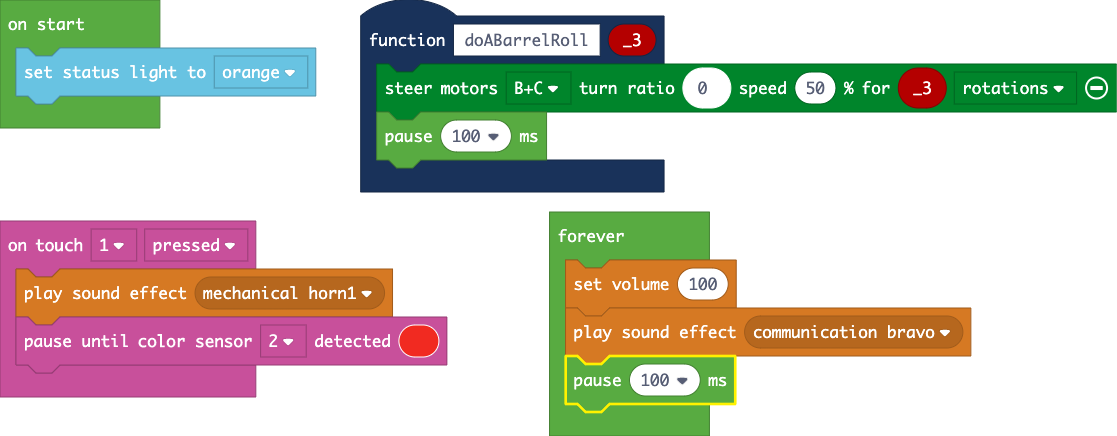 on start
set status light to orange
function doABarrelRoll _3
steer motors B+C turn ratio 0 speed 50 % for _3 rotations
pause 100 ms
on touch 1 pressed
play sound effect mechanical horn1
pause until color sensor 2 detected
forever
set volume 100
play sound effect communication bravo
pause 100 ms